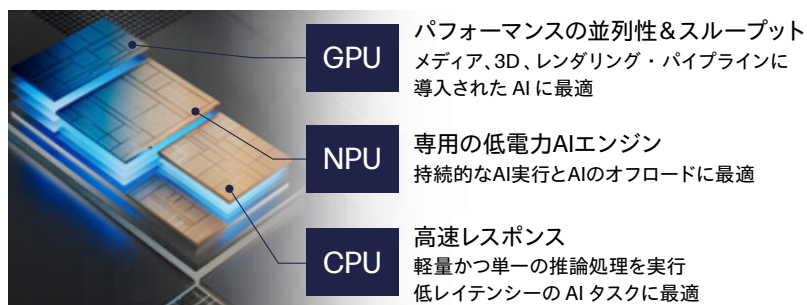 GPU
パフォーマンスの並列性＆スループット
メディア、3D、レンダリング・パイプラインに
導入された AI に最適
NPU
専用の低電力AIエンジン
持続的なAI実行とAIのオフロードに最適
CPU
高速レスポンス
軽量かつ単一の推論処理を実行
低レイテンシーの AI タスクに最適